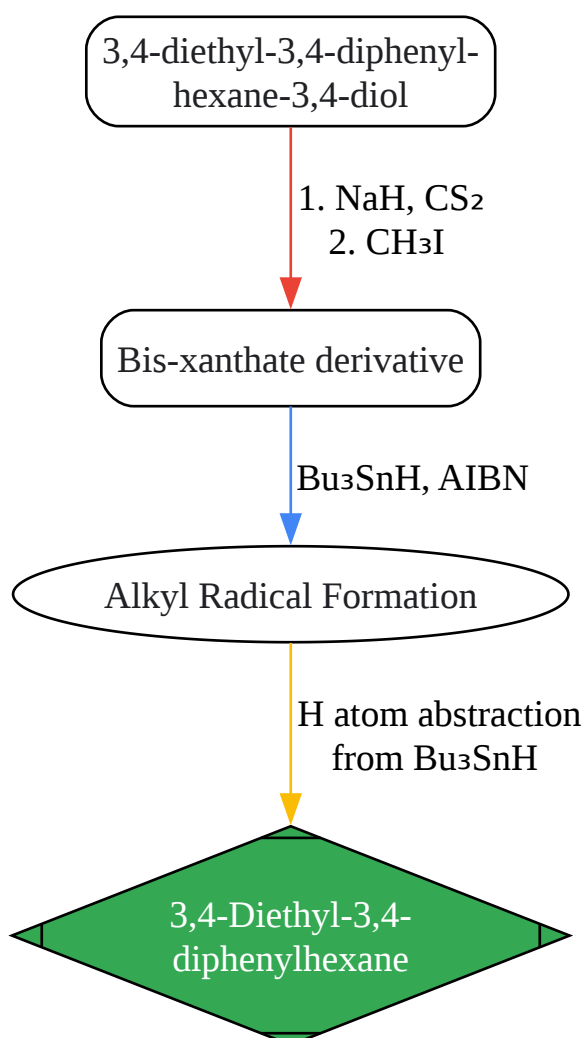 3,4-diethyl-3,4-diphenyl-
hexane-3,4-diol
1. NaH, CS₂
2. CH₃I
Bis-xanthate derivative
Bu₃SnH, AIBN
Alkyl Radical Formation
H atom abstraction
from Bu₃SnH
3,4-Diethyl-3,4-
diphenylhexane